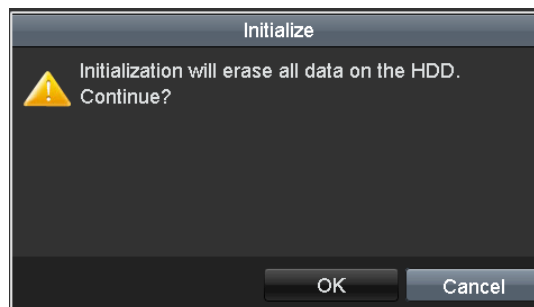 Initialize
Initialization will erase all data on the HDD.
Continue?
OK
Cancel